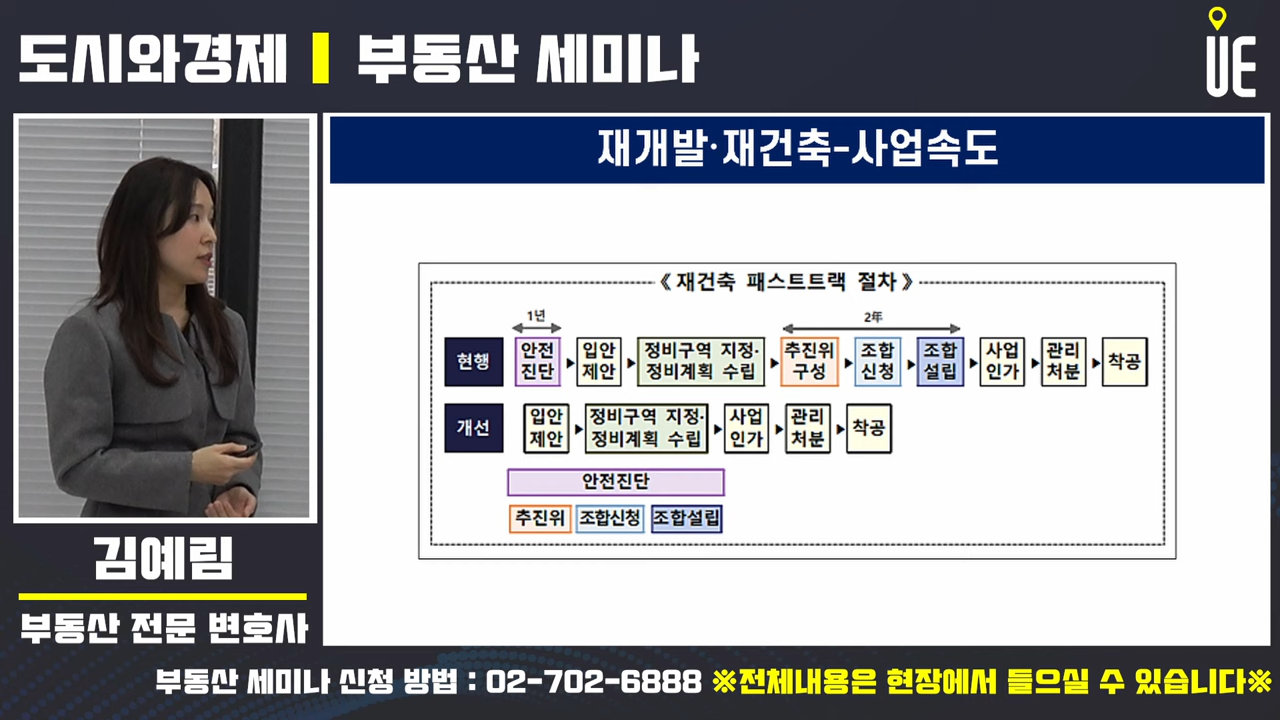 도시와경제 | 부동산 세미나
UE
재개발·재건축-사업속도
《 재건축 패스트트랙 절차 》
1년
2年
현행
안전
진단
입안
제안
정비구역 지정·
정비계획 수립
추진위
구성
조합
신청
조합
설립
사업
인가
관리
처분
착공
개선
입안
제안
정비구역 지정·
정비계획 수립
사업
인가
관리
처분
착공
안전진단
추진위
조합신청
조합설립
김예림
부동산 전문 변호사
부동산 세미나 신청 방법 : 02-702-6888 ※전체내용은 현장에서 들으실 수 있습니다※